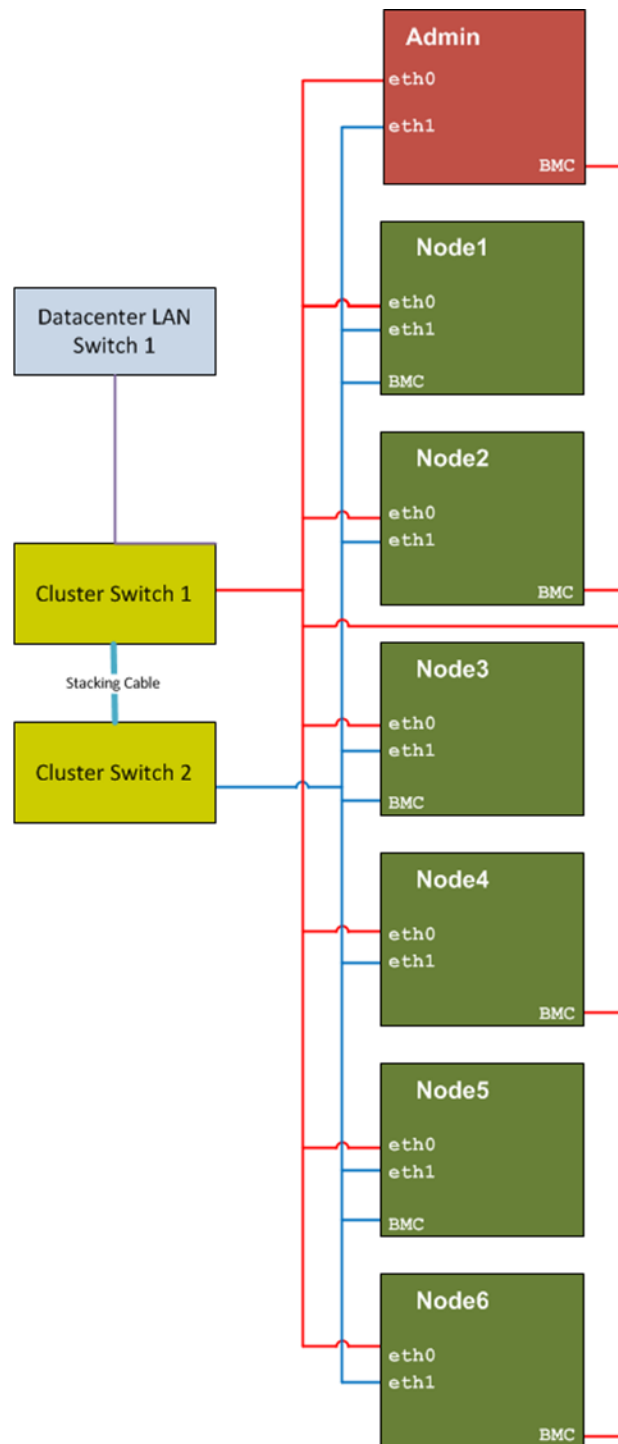 Admin
eth0
eth1
BMC
Node1
eth0
eth1
BMC
Datacenter LAN
Switch 1
Node2
eth0
eth1
BMC
Cluster Switch 1
Stacking Cable
Cluster Switch 2
Node3
eth0
eth1
BMC
Node4
eth0
eth1
BMC
Node5
eth0
eth1
BMC
Node6
eth0
eth1
BMC